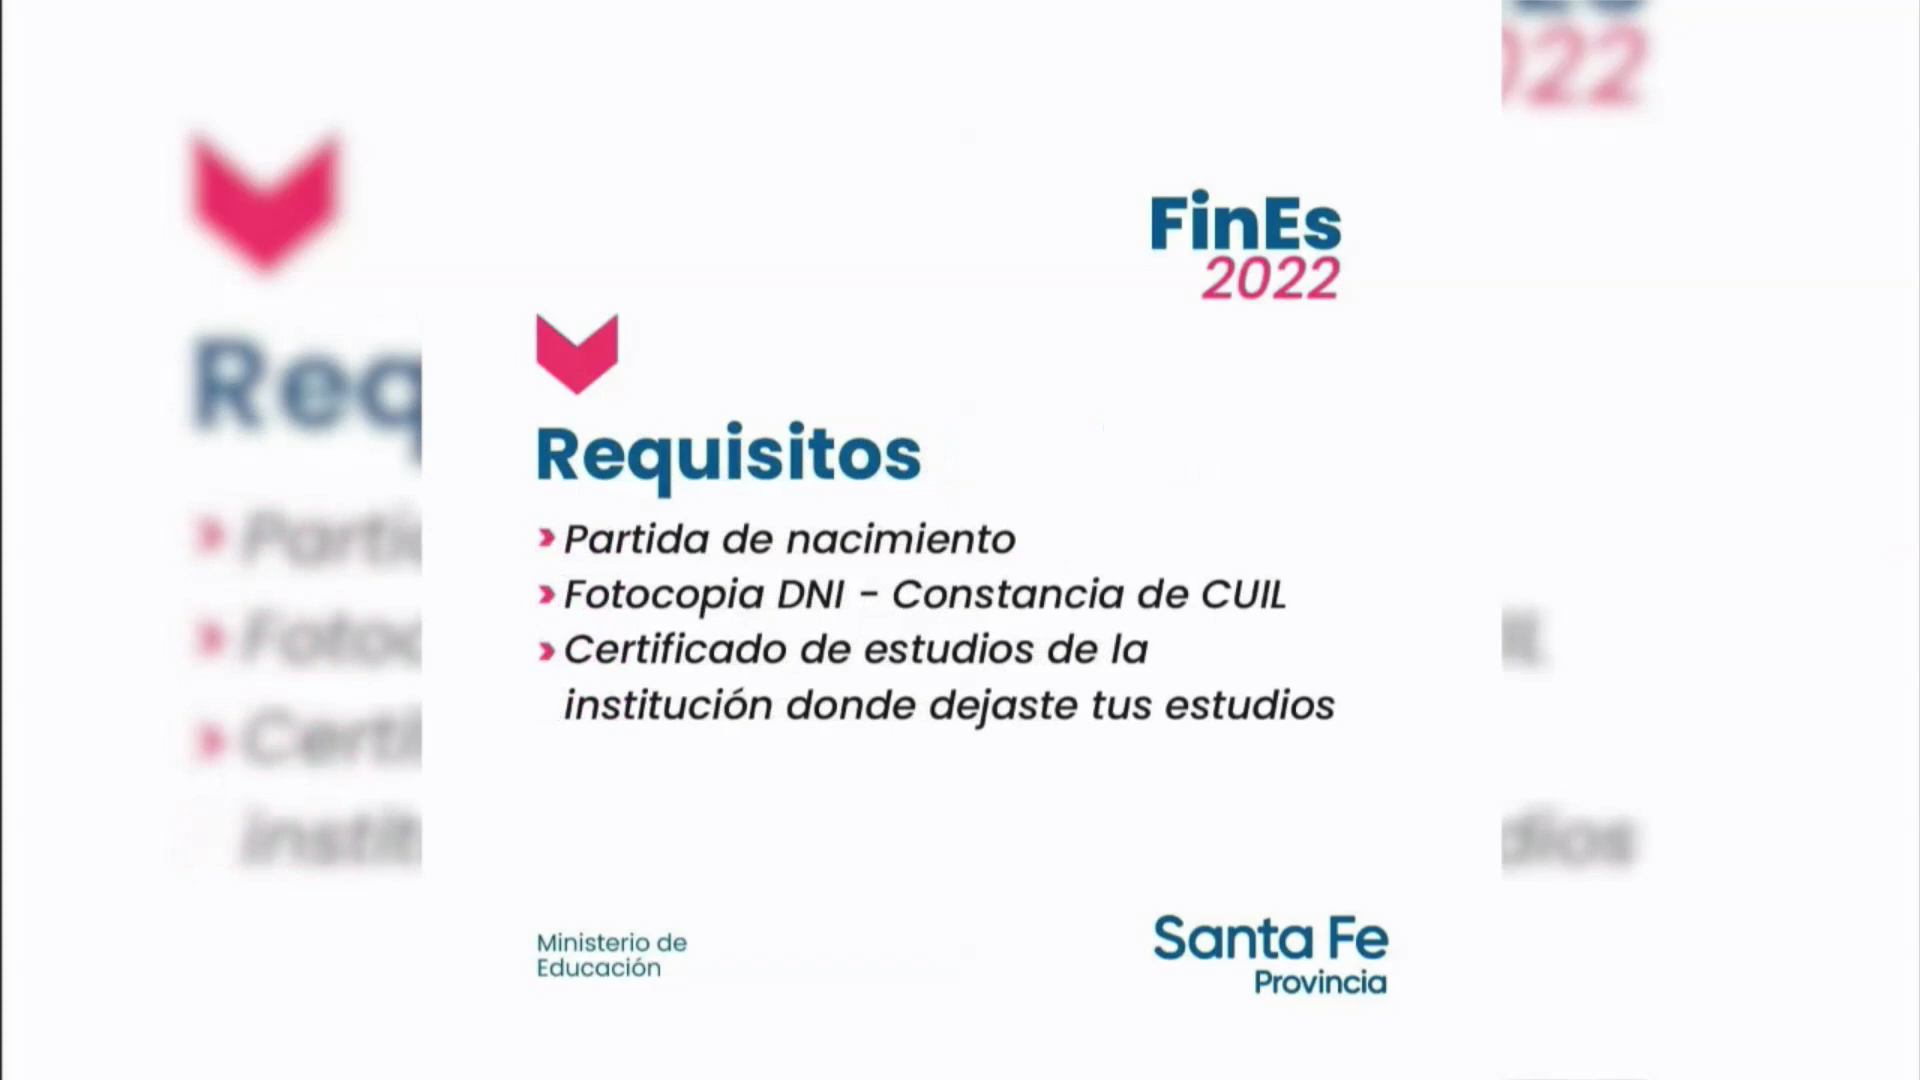 FinEs
2022
Requisitos
Partida de nacimiento
Fotocopia DNI - Constancia de CUIL
Certificado de estudios de la
institución donde dejaste tus estudios
Ministerio de
Educación
Santa Fe
Provincia